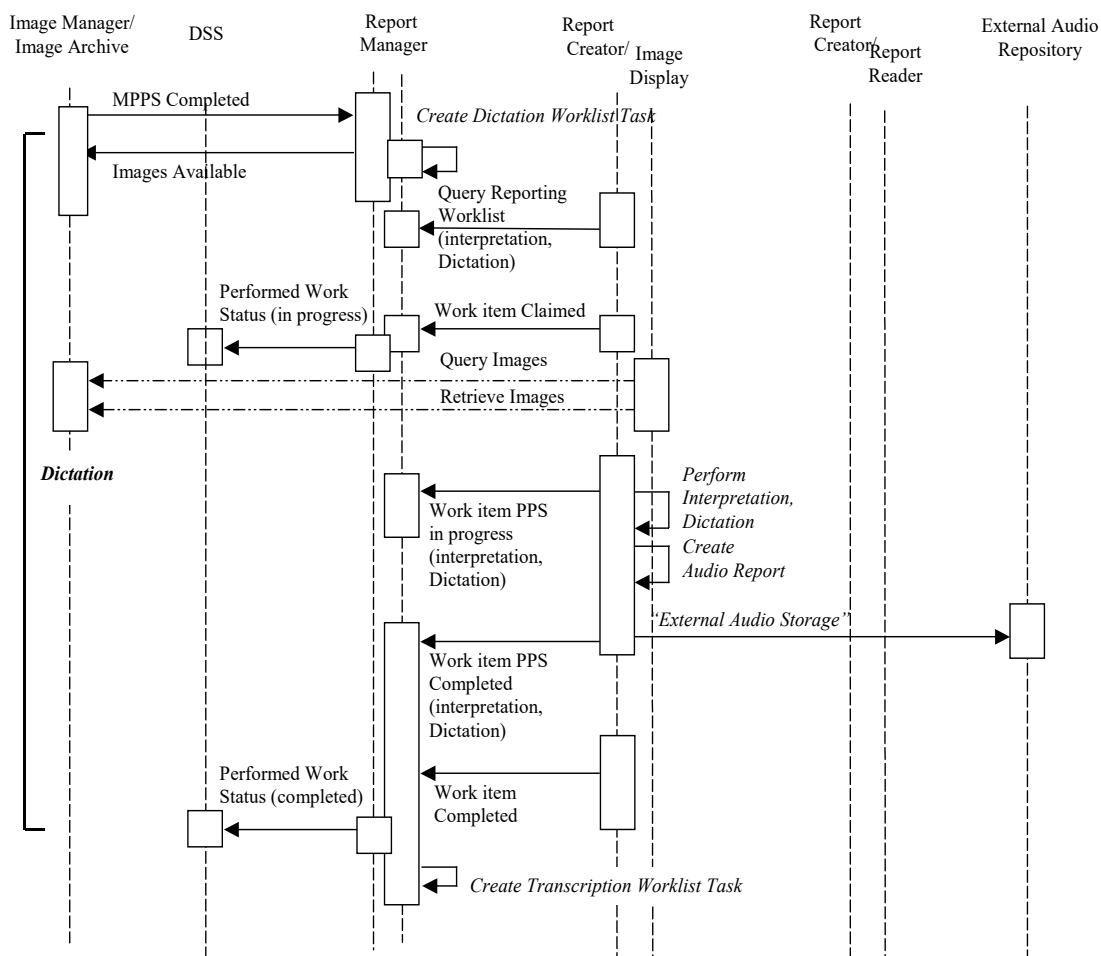 Image Manager/
Image Archive
DSS
Report
Manager
Report
Creator/
Image
Display
Report
Creator/
Report
Reader
External Audio
Repository
MPPS Completed
Create Dictation Worklist Task
Images Available
Query Reporting
Worklist
(interpretation,
Dictation)
Performed Work
Status (in progress)
Work item Claimed
Query Images
Retrieve Images
Dictation
Perform
Interpretation,
Dictation
Work item PPS
in progress
(interpretation,
Dictation)
Create
Audio Report
“External Audio Storage”
Work item PPS
Completed
(interpretation,
Dictation)
Performed Work
Status (completed)
Work item
Completed
Create Transcription Worklist Task